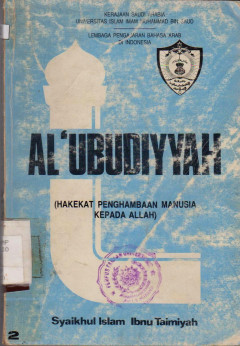 KERAJAAN SAUDI ARABIA
UNIVERSITAS ISLAM IMAM MUHAMMAD BIN SAUD
LEMBAGA PENGAJARAN BAHASA ARAB
DI INDONESIA
AL'UBUDIYYAH
(HAKEKAT PENGHAMBAAN MANUSIA
KEPADA ALLAH)
Syaikhul Islam Ibnu Taimiyah
2